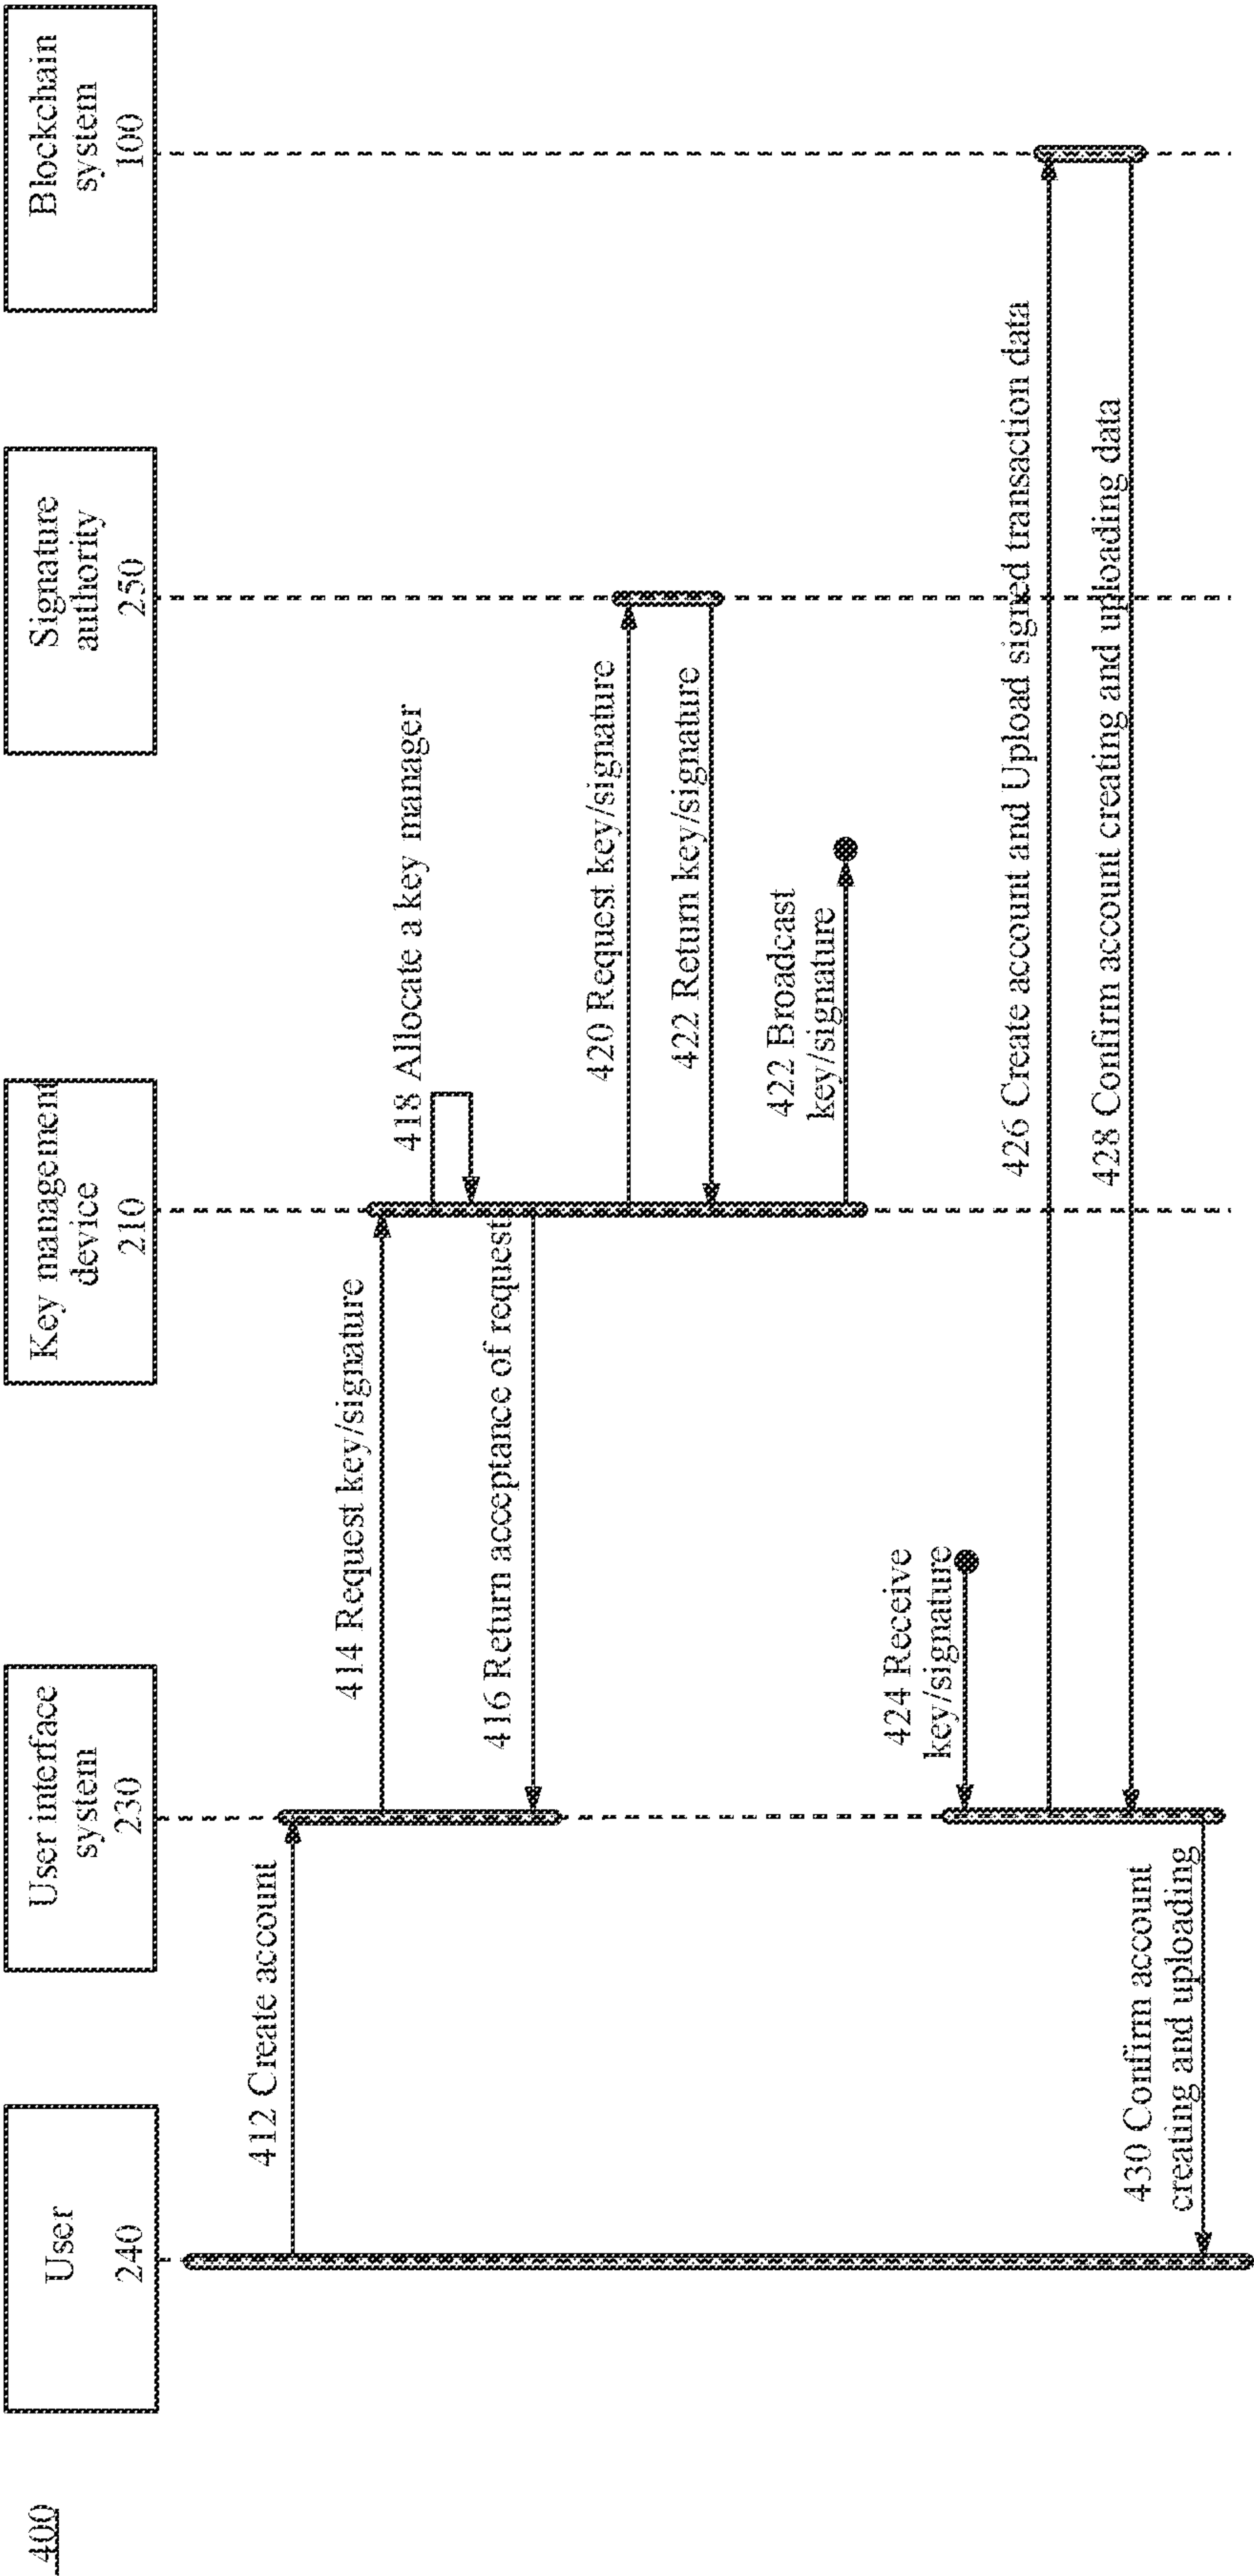 400
User
240
User interface
system
230
Key management
device
210
Signature
authority
250
Blockchain
system
100
412 Create account
414 Request key/signature
418 Allocate a key manager
416 Return acceptance of request
420 Request key/signature
422 Return key/signature
422 Broadcast
key/signature
424 Receive
key/signature
426 Create account and Upload signed transaction data
428 Confirm account creating and uploading data
430 Confirm account
creating and uploading